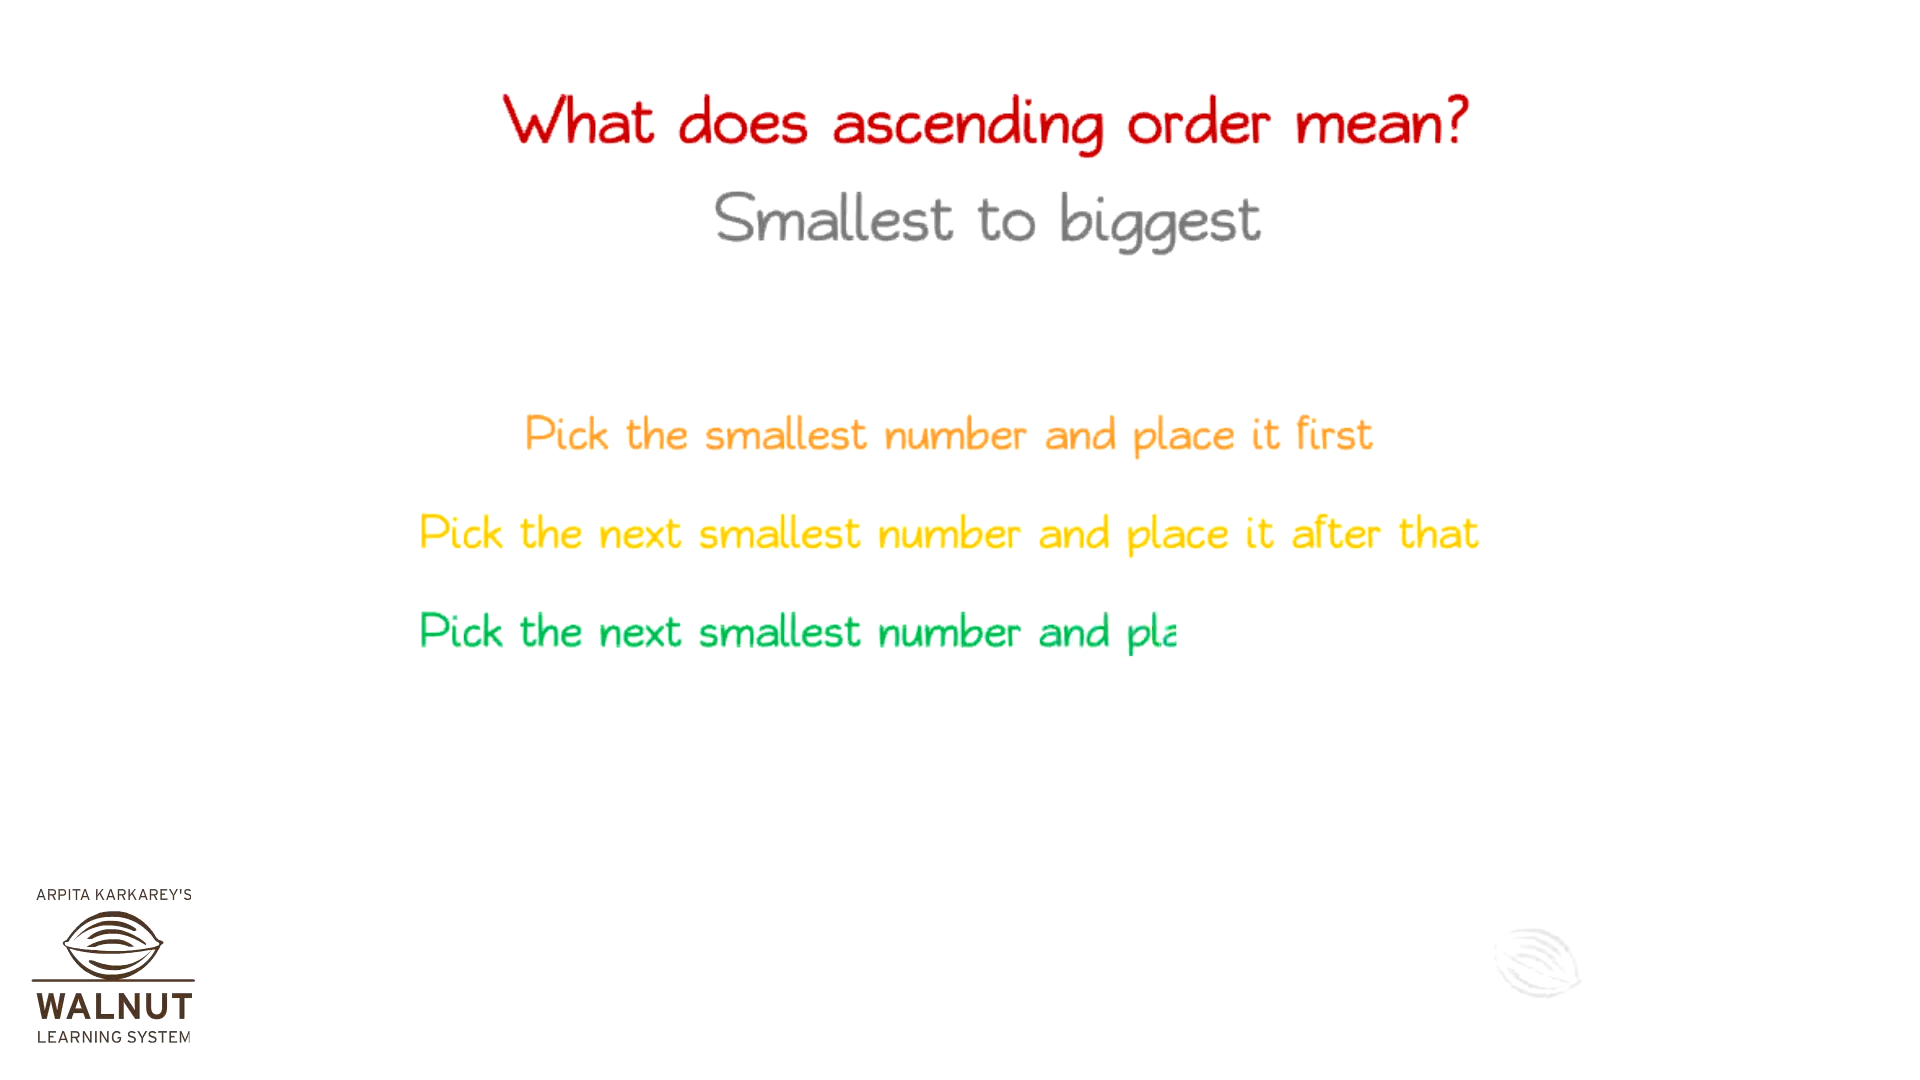 What does ascending order mean?
Smallest to biggest
Pick the smallest number and place it first
Pick the next smallest number and place it after that
Pick the next smallest number and pla
ARPITA KARKAREY'S
WALNUT
LEARNING SYSTEM